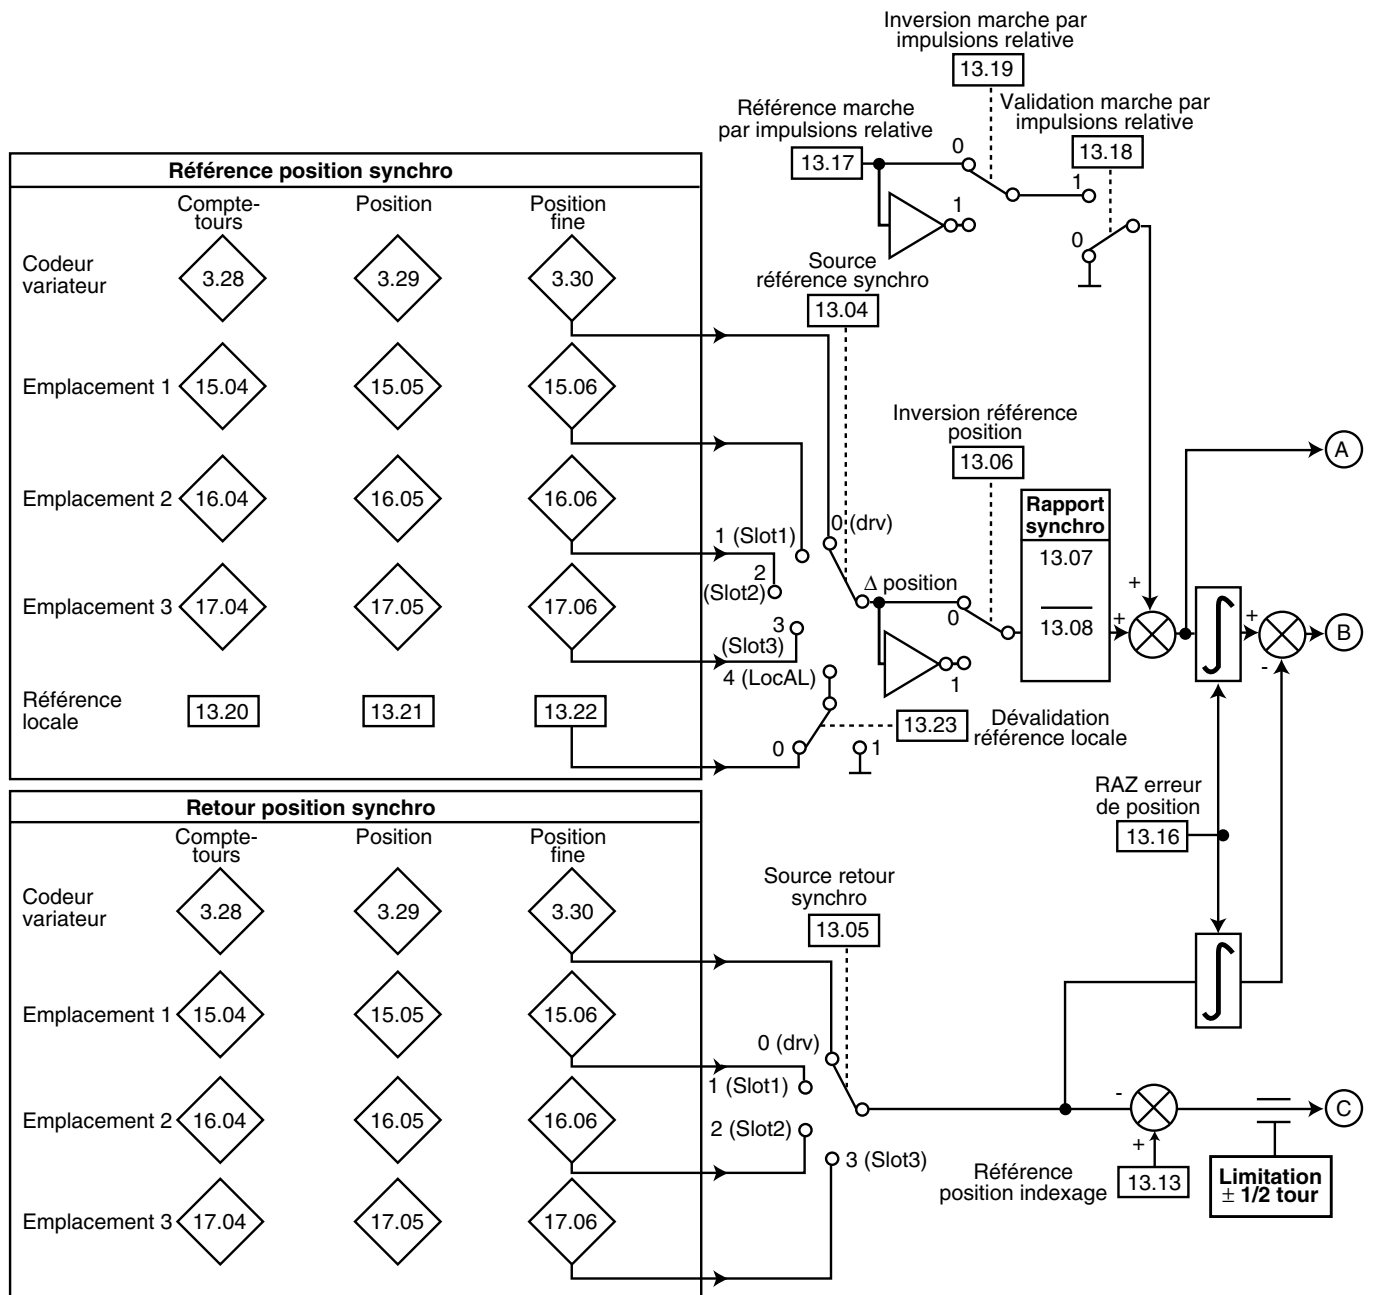 Inversion marche par
impulsions relative
13.19
Référence marche
par impulsions relative
13.17
Validation marche par
impulsions relative
13.18
0
1
1
0
Référence position synchro
Compte-
tours
Position
Position
fine
Codeur
variateur
3.28
3.29
3.30
Emplacement 1
15.04
15.05
15.06
Emplacement 2
16.04
16.05
16.06
Emplacement 3
17.04
17.05
17.06
Référence
locale
13.20
13.21
13.22
Source
référence synchro
13.04
0 (drv)
1 (Slot1)
2
(Slot2)
3
(Slot3)
4 (LocAL)
0
1
13.23
Dévalidation
référence locale
Δ position
Inversion référence
position
13.06
0
1
Rapport
synchro
13.07
13.08
+
+
+
-
A
B
RAZ erreur
de position
13.16
Retour position synchro
Compte-
tours
Position
Position
fine
Codeur
variateur
3.28
3.29
3.30
Emplacement 1
15.04
15.05
15.06
Emplacement 2
16.04
16.05
16.06
Emplacement 3
17.04
17.05
17.06
Source retour
synchro
13.05
0 (drv)
1 (Slot1)
2 (Slot2)
3 (Slot3)
-
+
C
Référence
position indexage
13.13
Limitation
± 1/2 tour